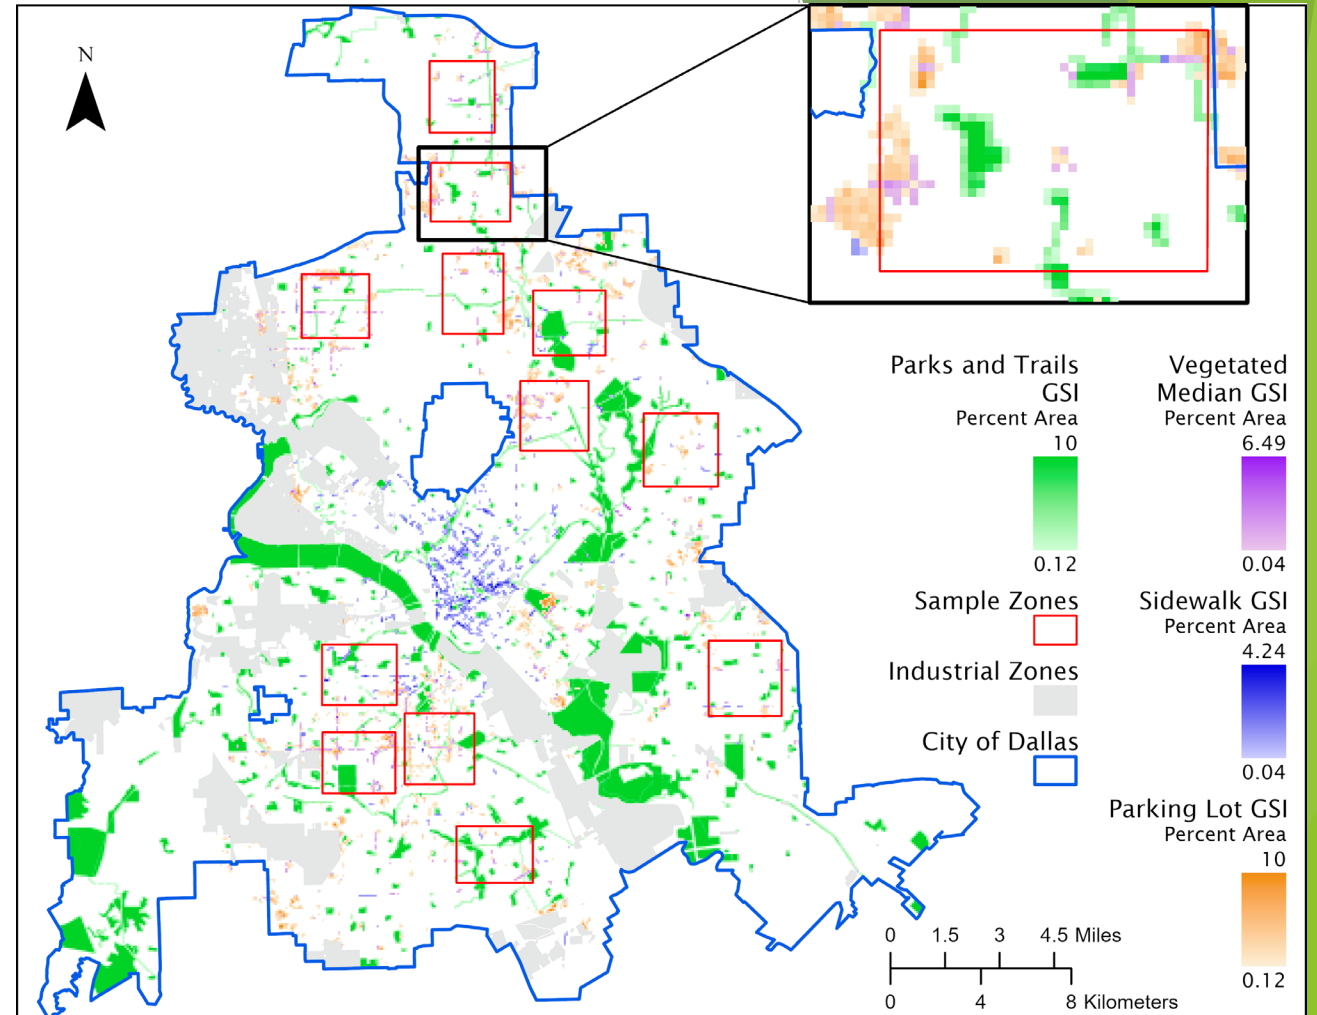 N
Parks and Trails
GSI
Percent Area
10
0.12
Vegetated
Median GSI
Percent Area
6.49
0.04
Sample Zones
Industrial Zones
City of Dallas
Sidewalk GSI
Percent Area
4.24
0.04
Parking Lot GSI
Percent Area
10
0.12
0 1.5 3 4.5 Miles
0 4 8 Kilometers